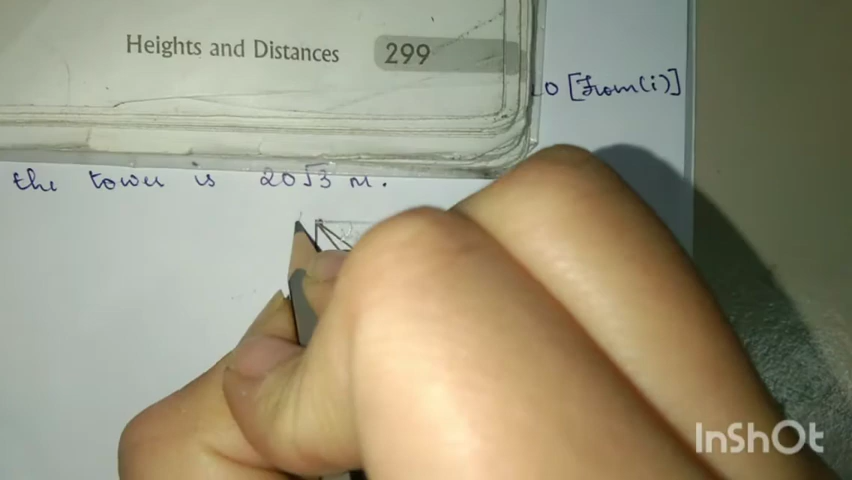 Heights and Distances 299
[from(i)]
the tower is 20√3 m.
InShOt